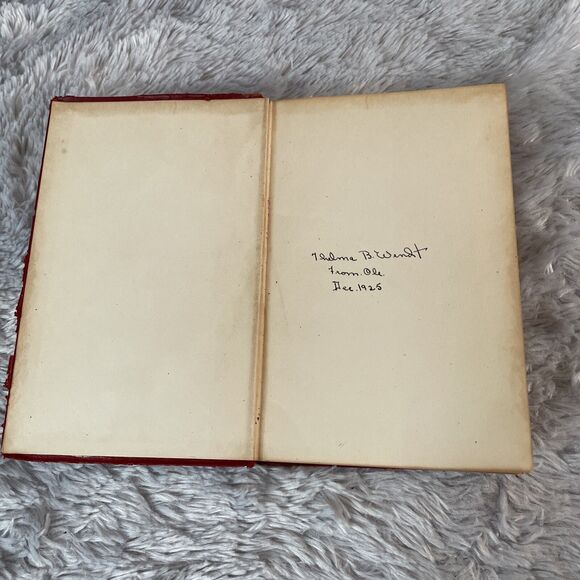 Thelma B. Wendt
From Ole.
Dec. 1925